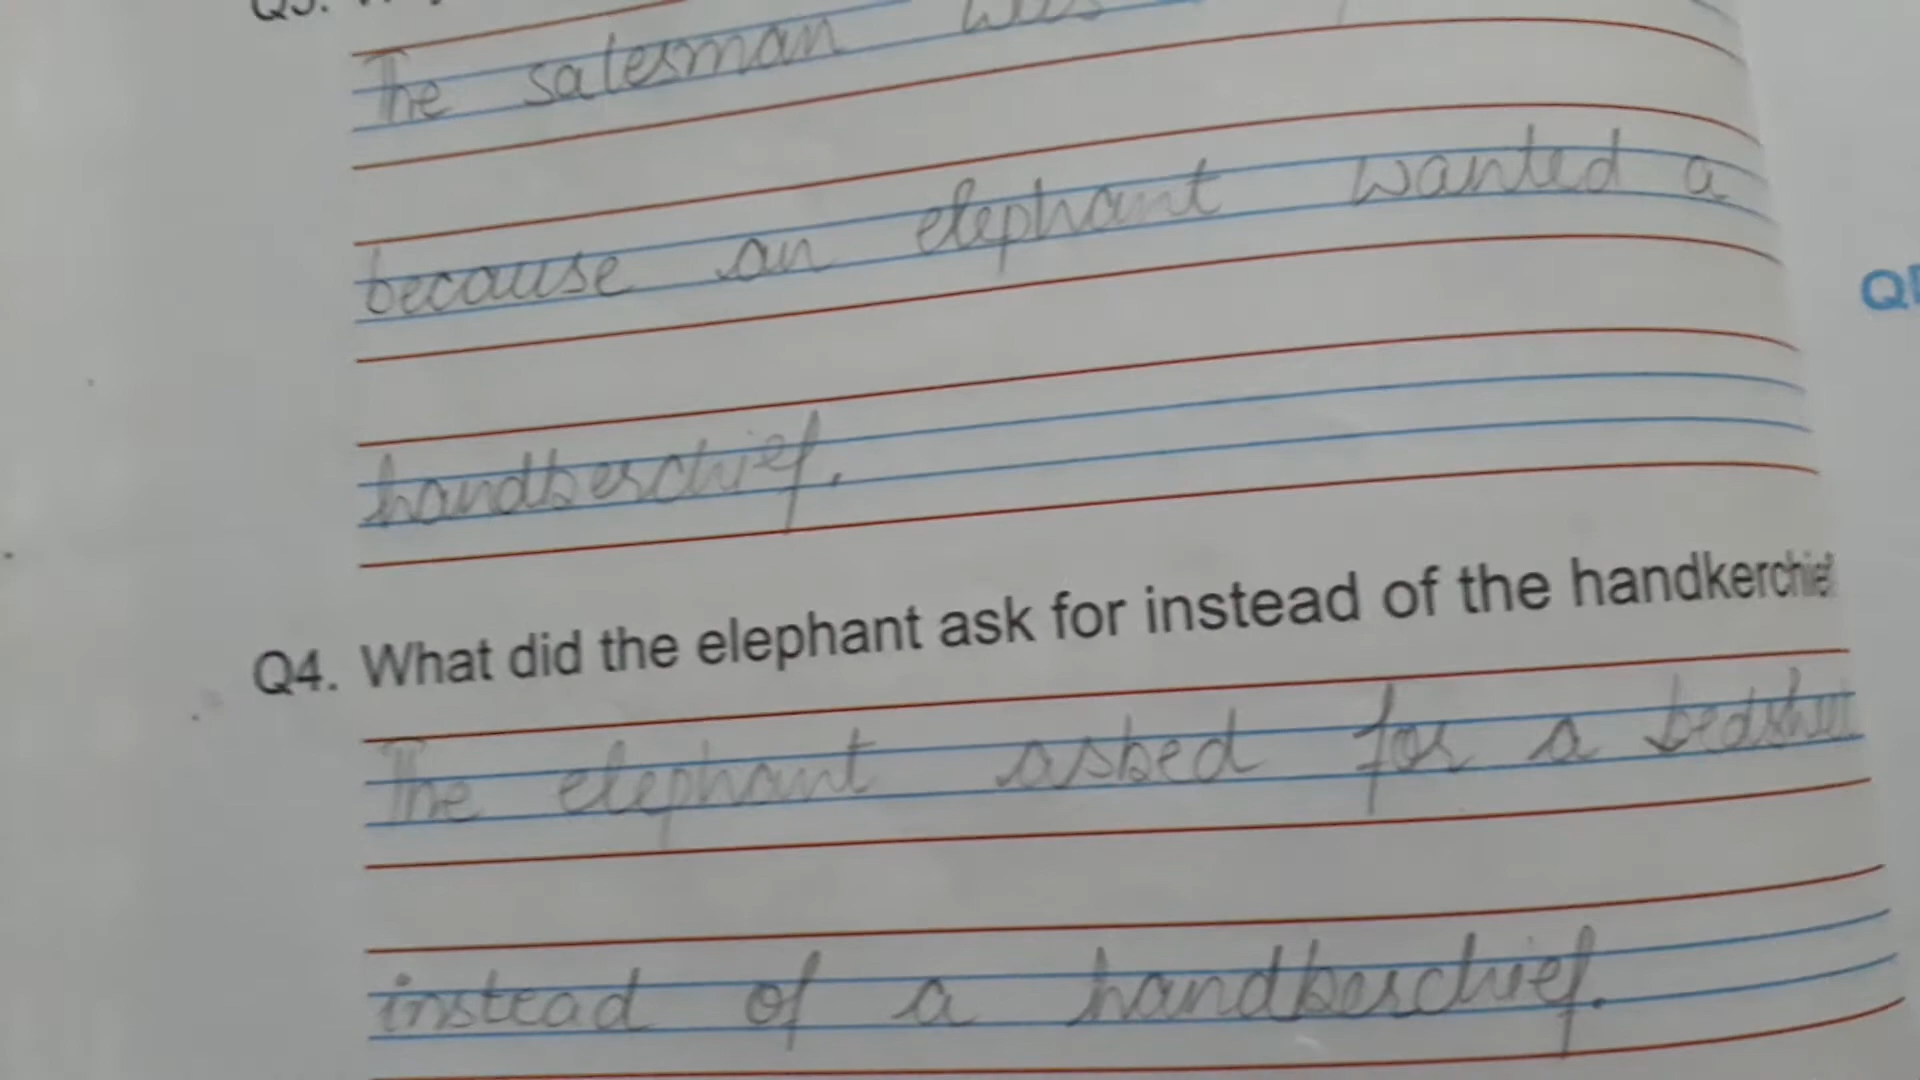 The salesman was
because an elephant wanted a
handkerchief.
Q4. What did the elephant ask for instead of the handkerchief
The elephant asked for a bedsheet
instead of a handkerchief.